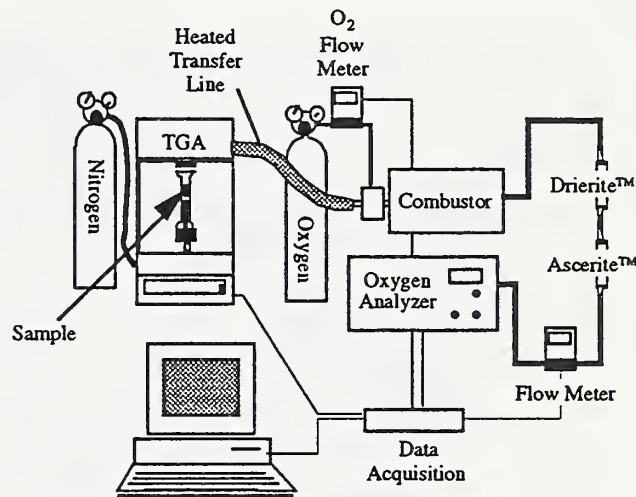 O₂
Flow
Meter
Heated
Transfer
Line
TGA
Nitrogen
Oxygen
Combustor
Drierite™
Ascerite™
Oxygen
Analyzer
Sample
Flow Meter
Data
Acquisition